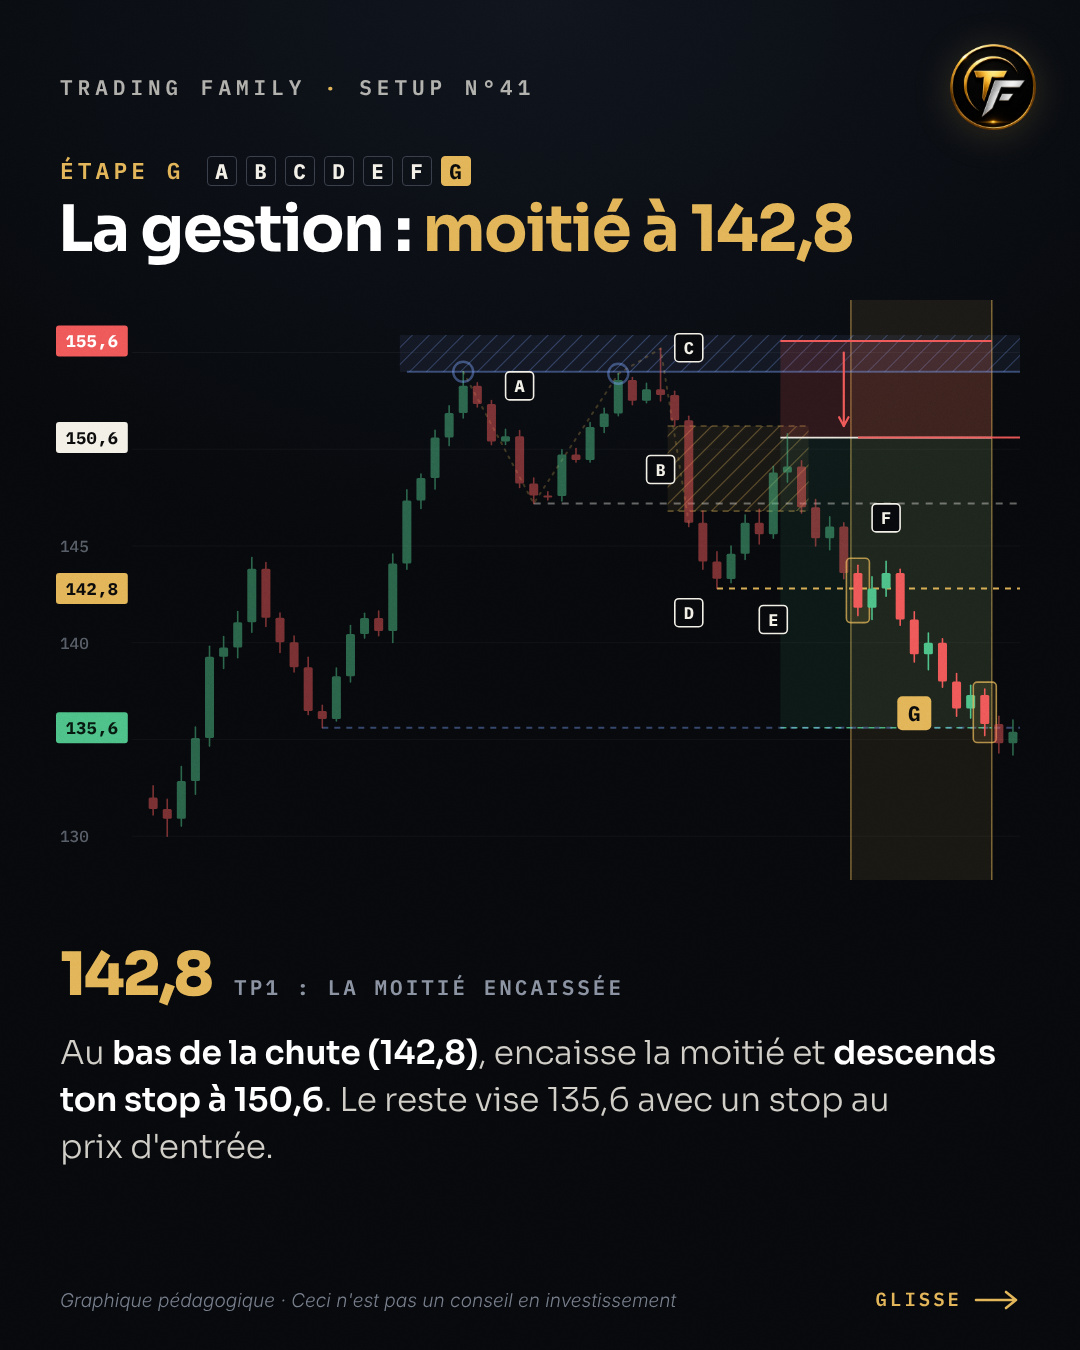 TRADING FAMILY · SETUP N°41
TF
ÉTAPE G A B C D E F G
La gestion : moitié à 142,8
155,6
C
A
150,6
B
F
145
142,8
D
E
140
G
135,6
130
142,8 TP1 : LA MOITIÉ ENCAISSÉE
Au bas de la chute (142,8), encaisse la moitié et descends
ton stop à 150,6. Le reste vise 135,6 avec un stop au
prix d'entrée.
Graphique pédagogique · Ceci n'est pas un conseil en investissement
GLISSE →